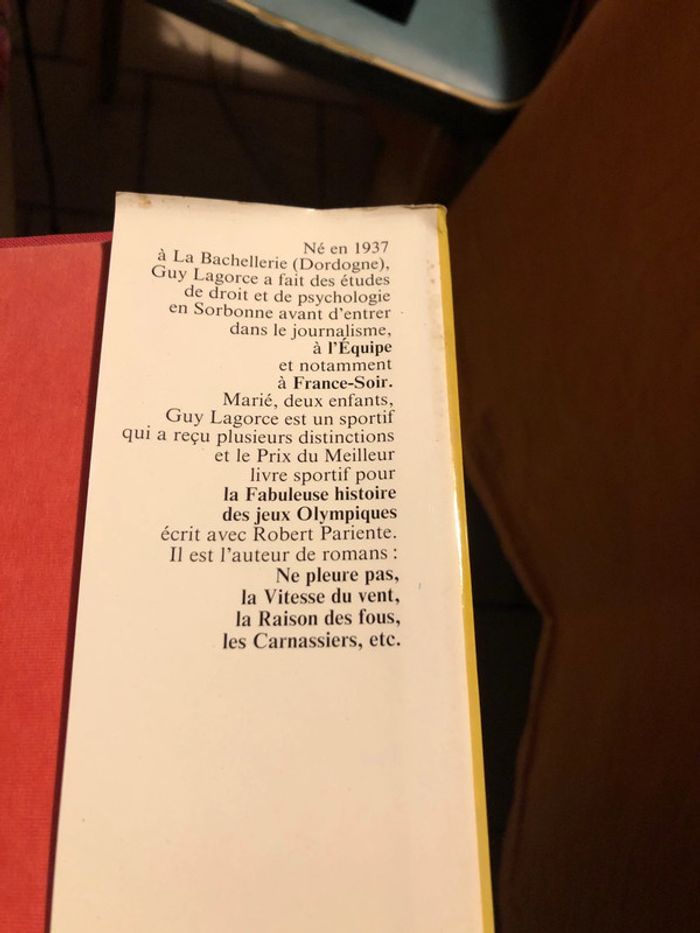 Né en 1937
à La Bachellerie (Dordogne),
Guy Lagorce a fait des études
de droit et de psychologie
en Sorbonne avant d'entrer
dans le journalisme,
à l'Équipe
et notamment
à France-Soir.
Marié, deux enfants,
Guy Lagorce est un sportif
qui a reçu plusieurs distinctions
et le Prix du Meilleur
livre sportif pour
la Fabuleuse histoire
des jeux Olympiques
écrit avec Robert Pariente.
Il est l'auteur de romans :
Ne pleure pas,
la Vitesse du vent,
la Raison des fous,
les Carnassiers, etc.